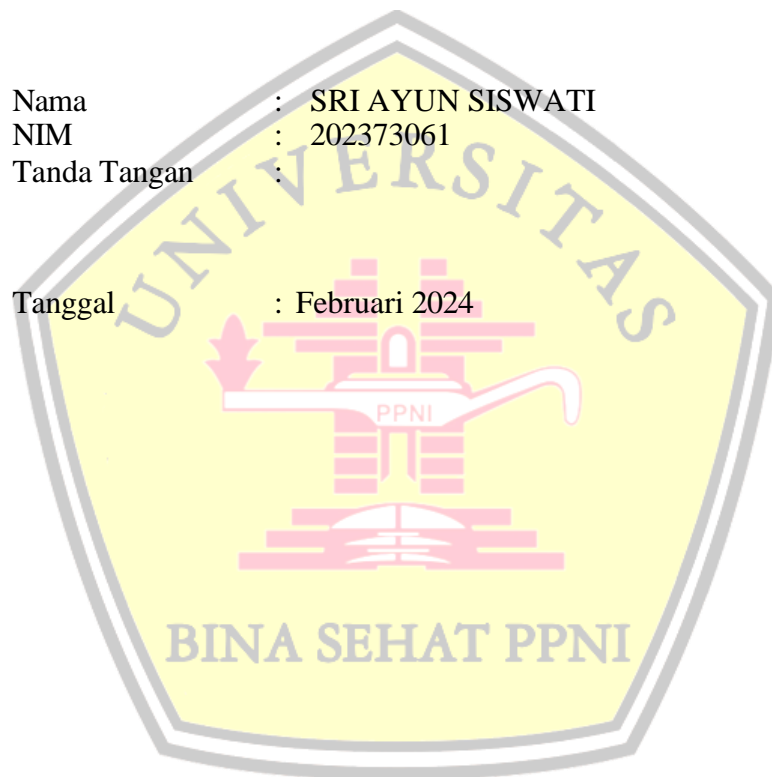 Nama : SRI AYUN SISWATI
NIM : 202373061
Tanda Tangan :
UNIVERSITAS
Tanggal : Februari 2024
PPNI
BINA SEHAT PPNI